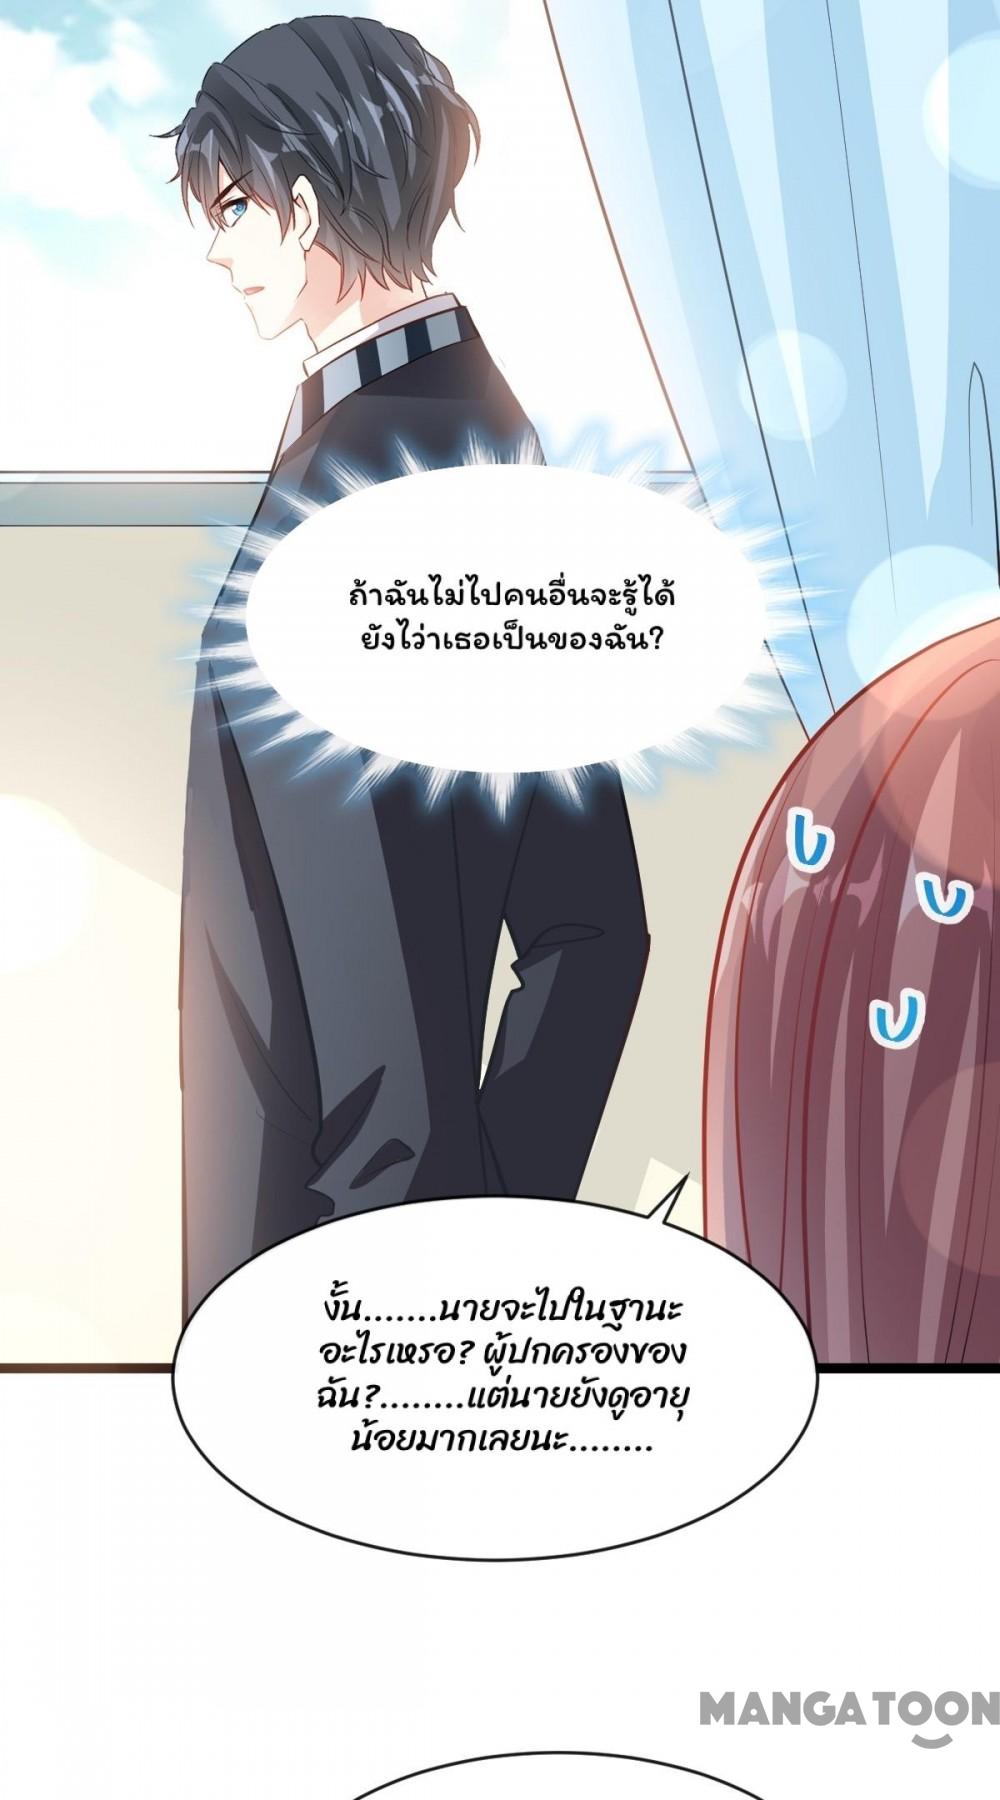 ถ้าฉันไม่ไปคนอื่นจะรู้ได้
ยังไว่าเธอเป็นของฉัน?
งั้น.......นายจะไปในฐานะ
อะไรเหรอ? ผู้ปกครองของ
ฉัน?........แต่นายยังดูอายุ
น้อยมากเลยนะ........
MANGATOON